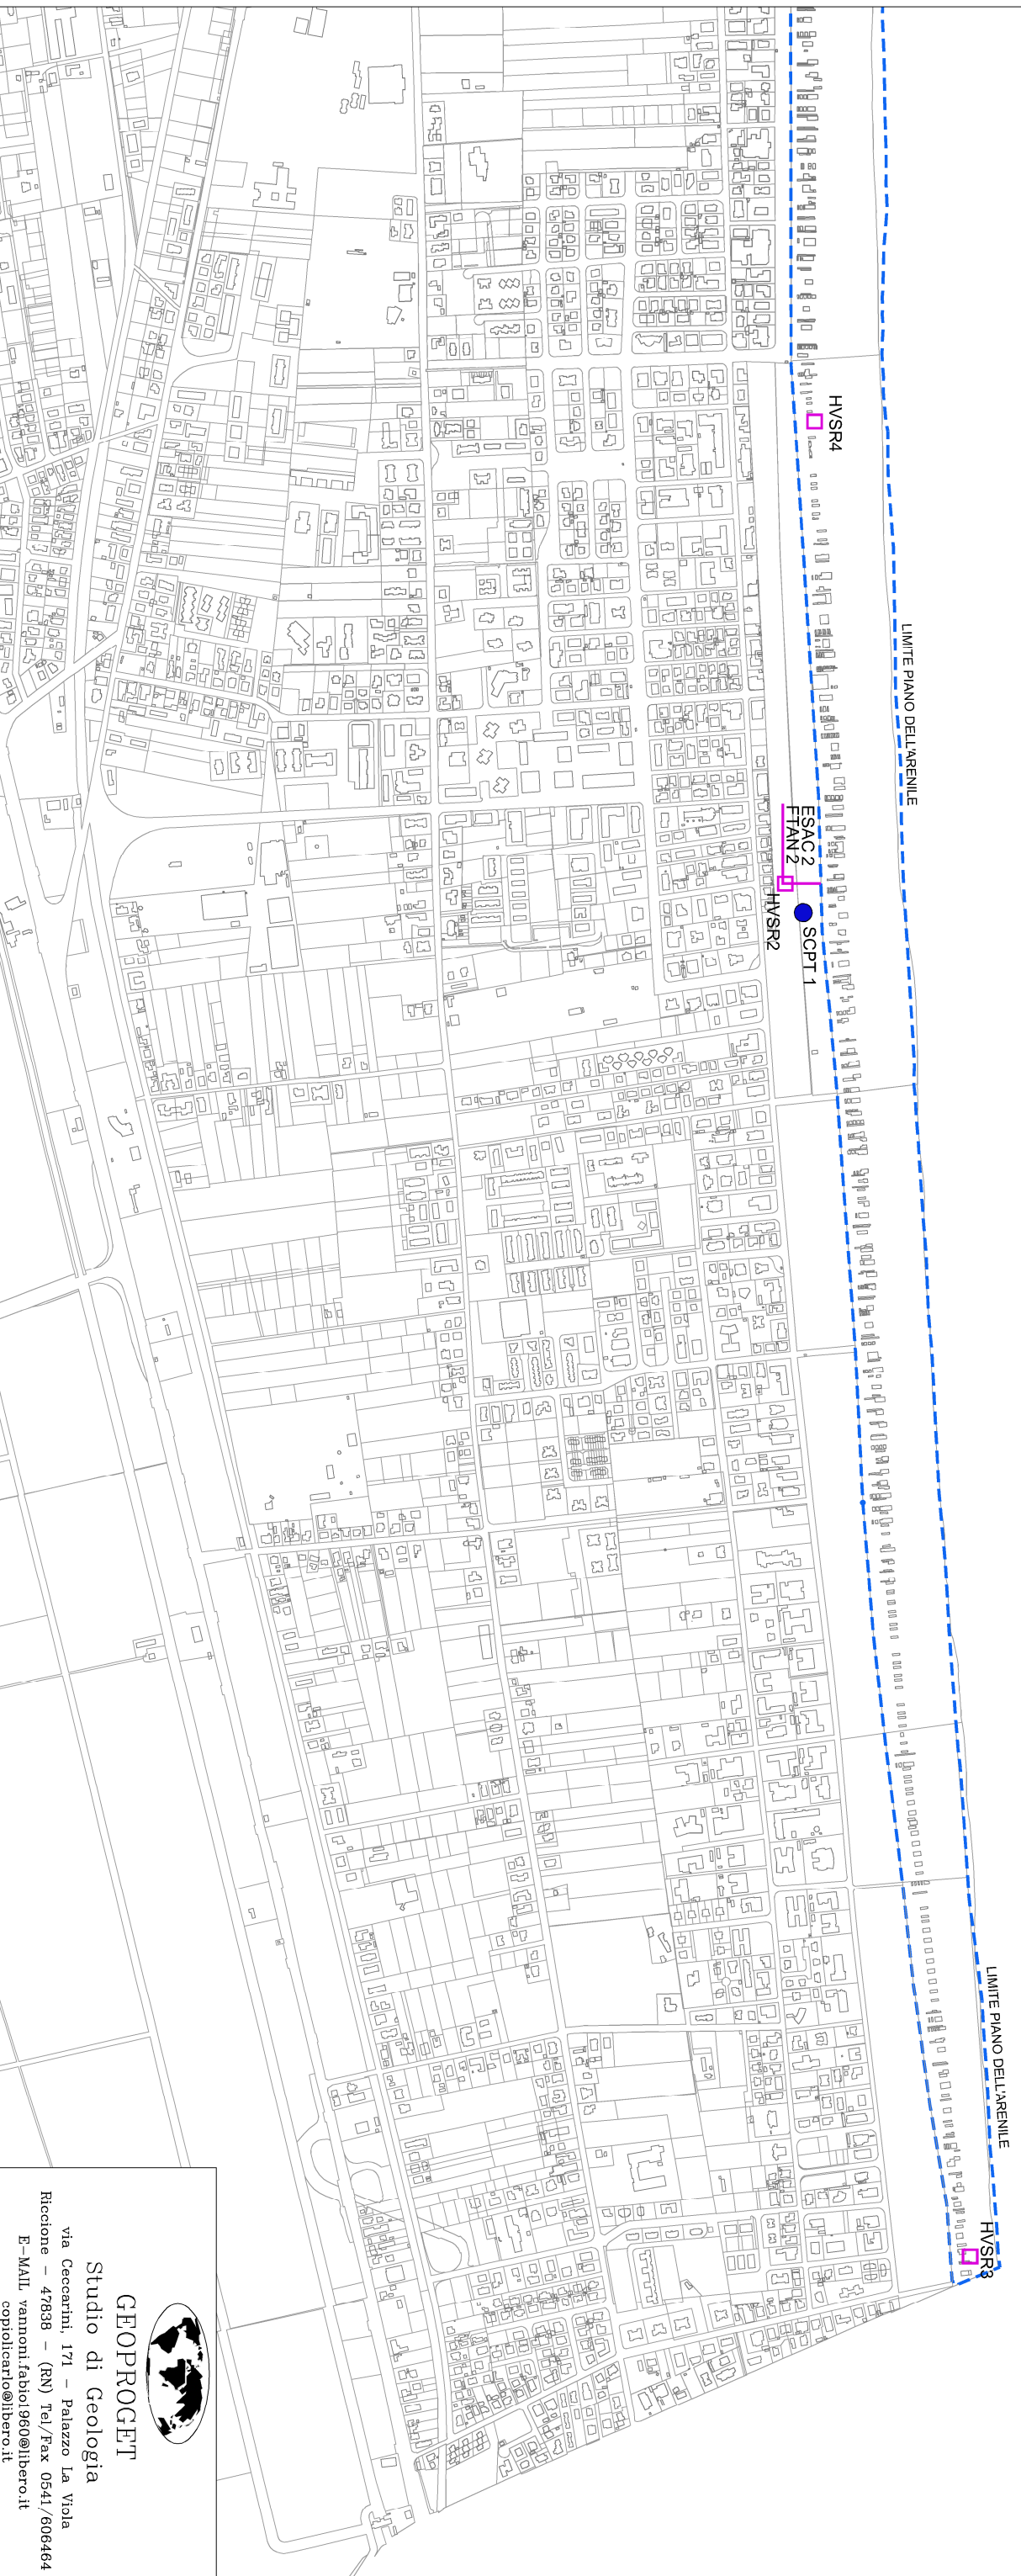 HVSR4
LIMITE PIANO DELL'ARENILE
ESAC 2
FTAN 2
HVSR2
SCPT 1
LIMITE PIANO DELL'ARENILE
HVSR3
GEOPROGET
Studio di Geologia
via Ceccarini, 171 - Palazzo La Viola
Riccione - 47838 - (RN) Tel/Fax 0541/606464
E-MAIL vannoni.fabio1960@libero.it
copiolicarlo@libero.it